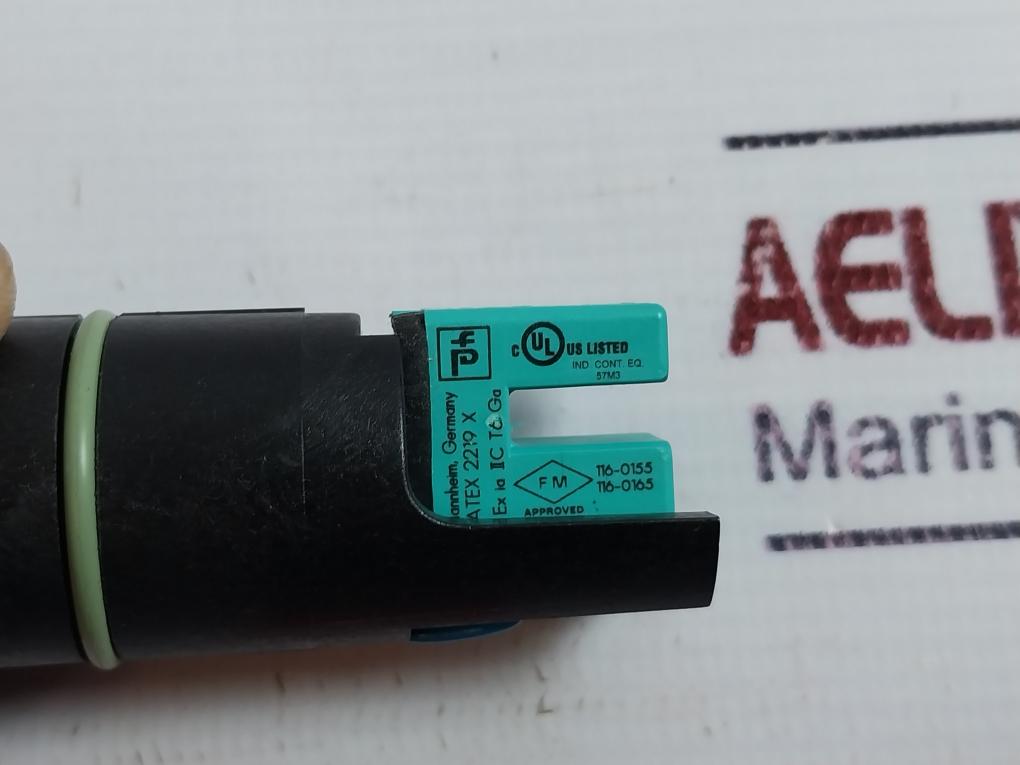 C UL US LISTED
IND. CONT. EQ.
57M3
annheim, Germany
ATEX 2219 X
Ex ia IIC T6 Ga
FM
APPROVED
116-0155
116-0165
AEL
Marin